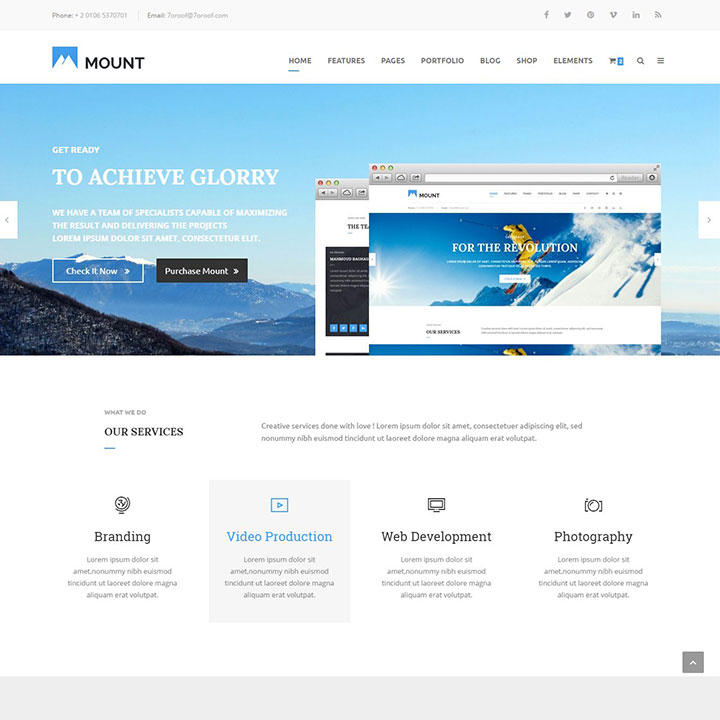 Phone: + 2 0106 5370701 Email: 7oroof@7oroof.com
MOUNT
HOME FEATURES PAGES PORTFOLIO BLOG SHOP ELEMENTS 2
GET READY
TO ACHIEVE GLORRY
WE HAVE A TEAM OF SPECIALISTS CAPABLE OF MAXIMIZING
THE RESULT AND DELIVERING THE PROJECTS
LOREM IPSUM DOLOR SIT AMET, CONSECTETUR ELIT.
Check It Now »
Purchase Mount »
Reader
MOUNT
FOR THE REVOLUTION
OUR SERVICES
WHAT WE DO
OUR SERVICES
Creative services done with love ! Lorem ipsum dolor sit amet, consectetuer adipiscing elit, sed
nonummy nibh euismod tincidunt ut laoreet dolore magna aliquam erat volutpat.
Branding
Lorem ipsum dolor sit
amet,nonummy nibh euismod
tincidunt ut laoreet dolore magna
aliquam erat volutpat.
Video Production
Lorem ipsum dolor sit
amet,nonummy nibh euismod
tincidunt ut laoreet dolore magna
aliquam erat volutpat.
Web Development
Lorem ipsum dolor sit
amet,nonummy nibh euismod
tincidunt ut laoreet dolore magna
aliquam erat volutpat.
Photography
Lorem ipsum dolor sit
amet,nonummy nibh euismod
tincidunt ut laoreet dolore magna
aliquam erat volutpat.